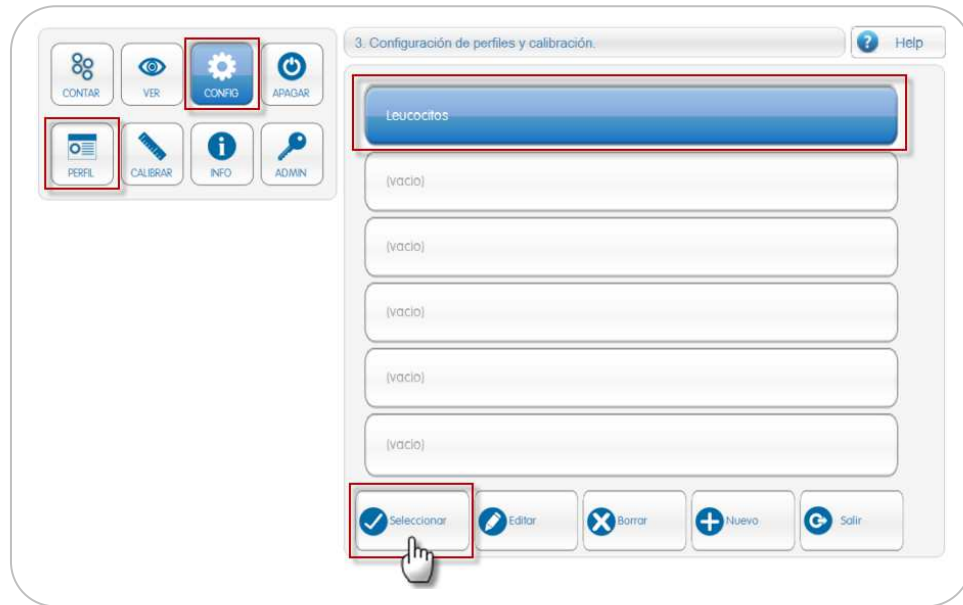 3. Configuración de perfiles y calibración.
Help
CONTAR
VER
CONFIG
APAGAR
PERFIL
CALIBRAR
INFO
ADMIN
Leucocitos
(vacio)
(vacio)
(vacio)
(vacio)
(vacio)
Seleccionar
Editar
Borrar
Nuevo
Salir